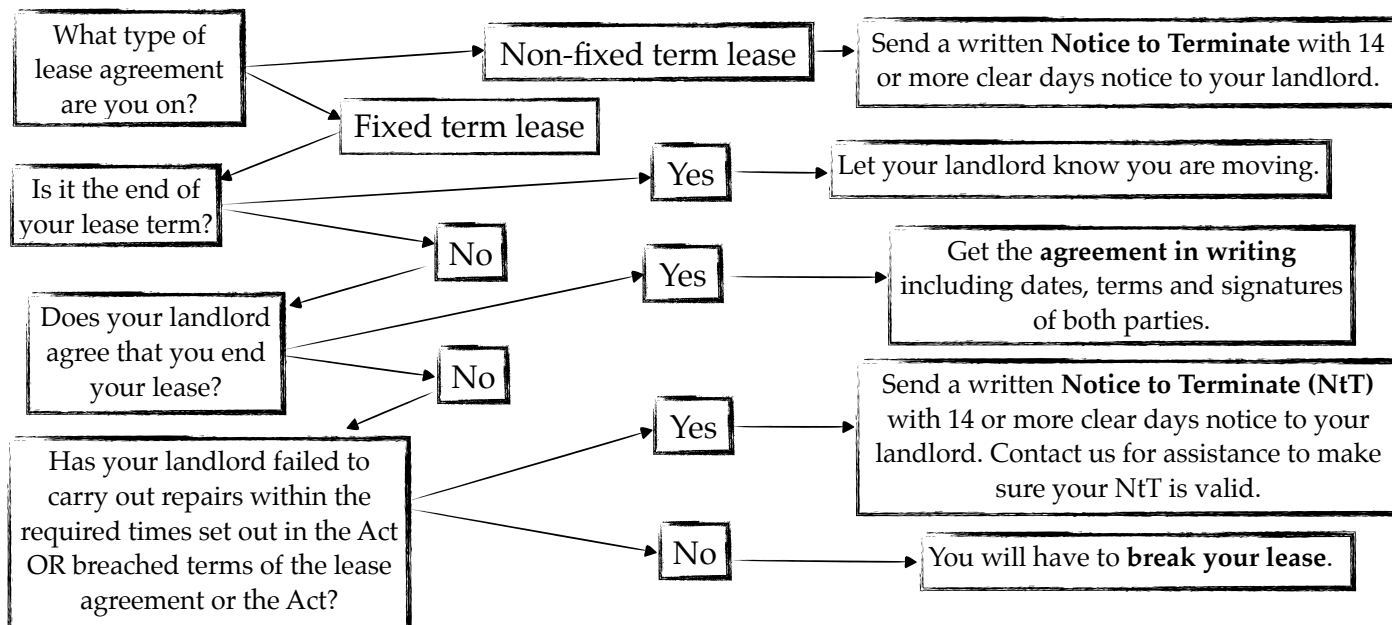 What type of
lease agreement
are you on?
Non-fixed term lease
Send a written Notice to Terminate with 14
or more clear days notice to your landlord.
Fixed term lease
Is it the end of
your lease term?
Yes
Let your landlord know you are moving.
No
Does your landlord
agree that you end
your lease?
Yes
Get the agreement in writing
including dates, terms and signatures
of both parties.
No
Has your landlord failed to
carry out repairs within the
required times set out in the Act
OR breached terms of the lease
agreement or the Act?
Yes
Send a written Notice to Terminate (NtT)
with 14 or more clear days notice to your
landlord. Contact us for assistance to make
sure your NtT is valid.
No
You will have to break your lease.